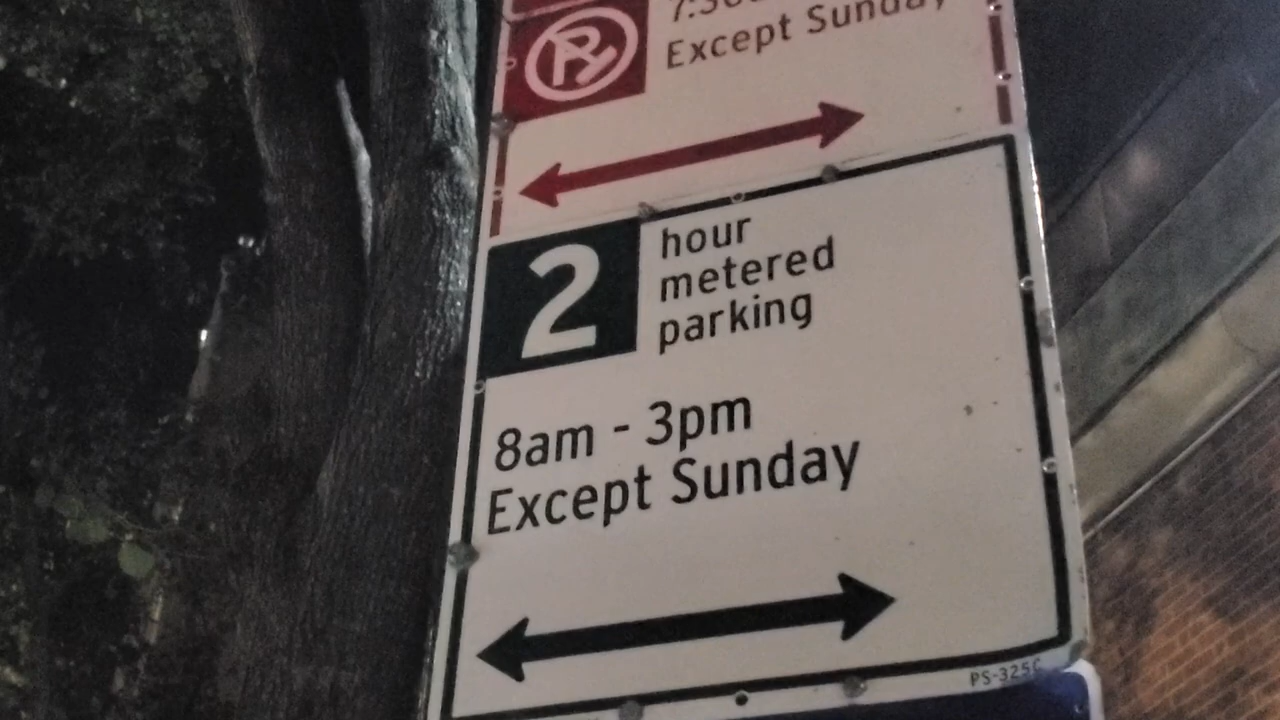 Except Sunday
2
hour
metered
parking
8am - 3pm
Except Sunday
PS-325C